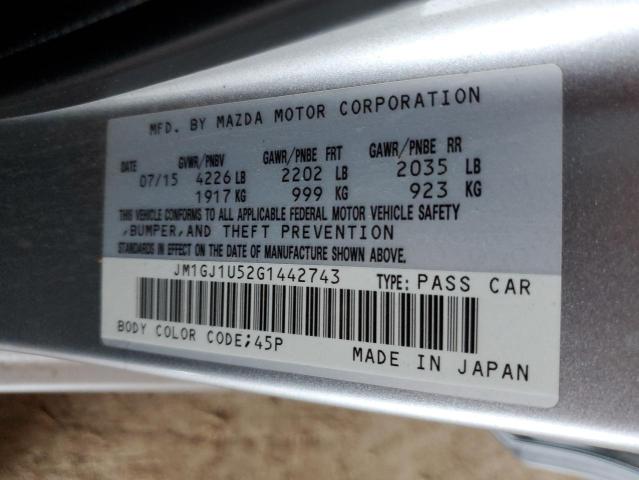 MFD. BY MAZDA MOTOR CORPORATION
DATE GVWR/PNBV GAWR/PNBE FRT GAWR/PNBE RR
07/15 4226 LB 2202 LB 2035 LB
1917 KG 999 KG 923 KG
THIS VEHICLE CONFORMS TO ALL APPLICABLE FEDERAL MOTOR VEHICLE SAFETY
,BUMPER,AND THEFT PREVENTION
STANDARDS IN EFFECT ON THE DATE OF MANUFACTURE SHOWN ABOVE.
JM1GJ1U52G1442743 TYPE: PASS CAR
BODY COLOR CODE;45P MADE IN JAPAN